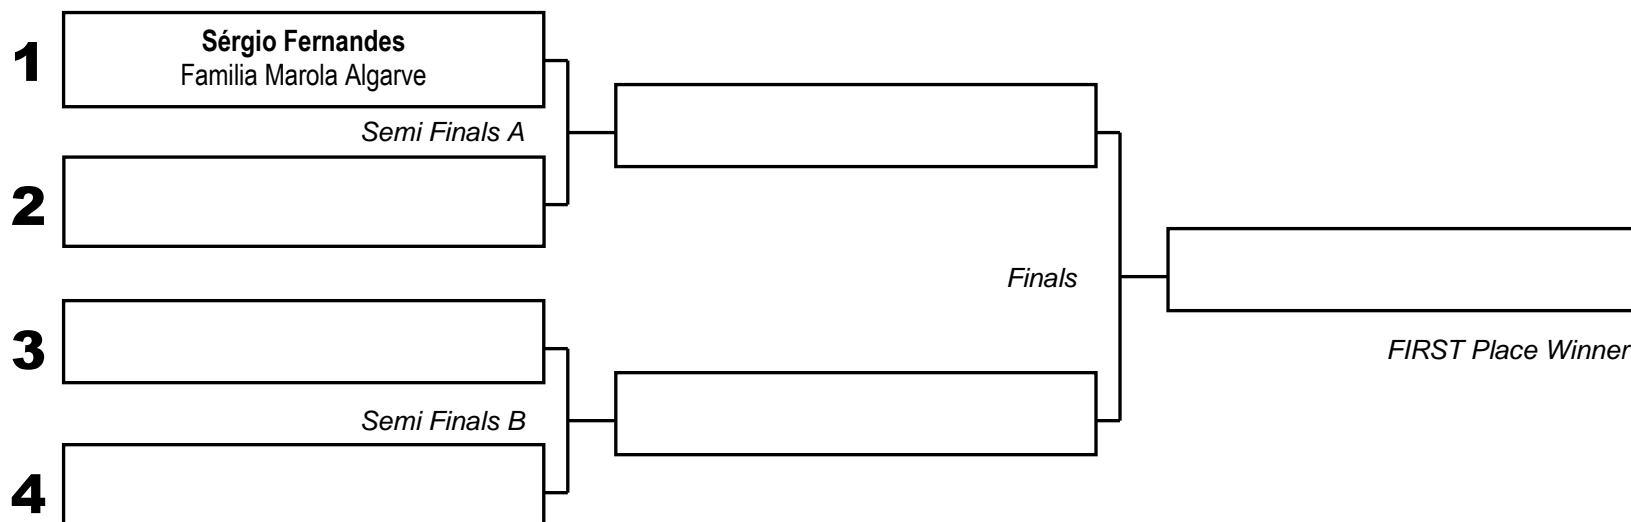 1
Sérgio Fernandes
Familia Marola Algarve
Semi Finals A
2
Finals
3
FIRST Place Winner
Semi Finals B
4